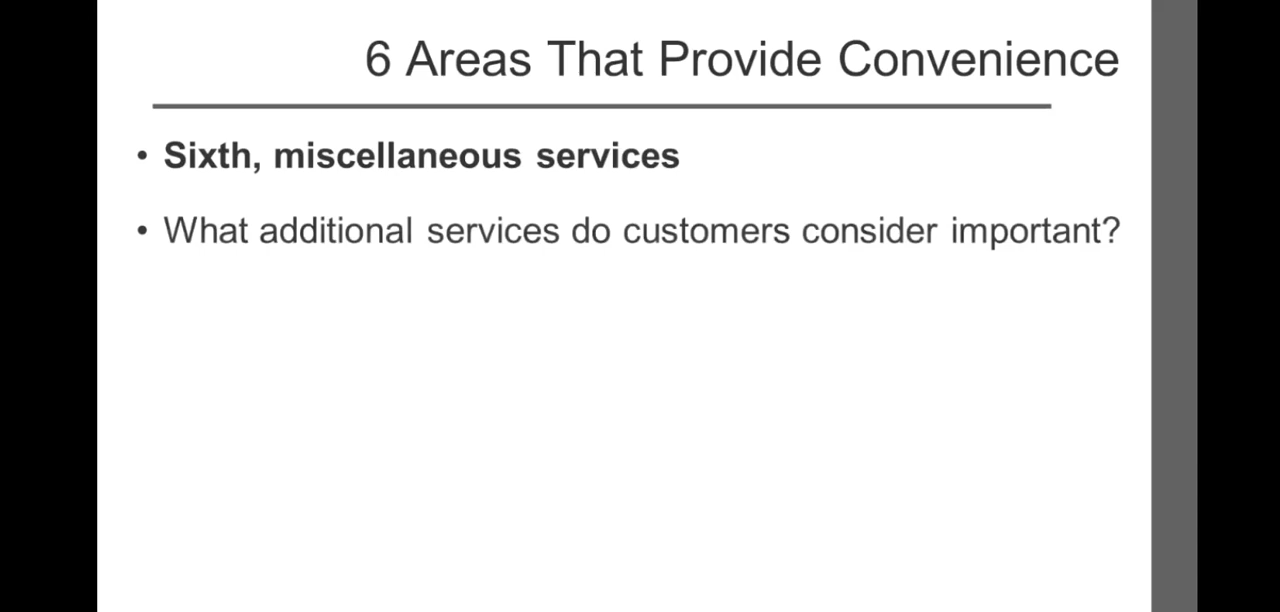 6 Areas That Provide Convenience
• Sixth, miscellaneous services
• What additional services do customers consider important?